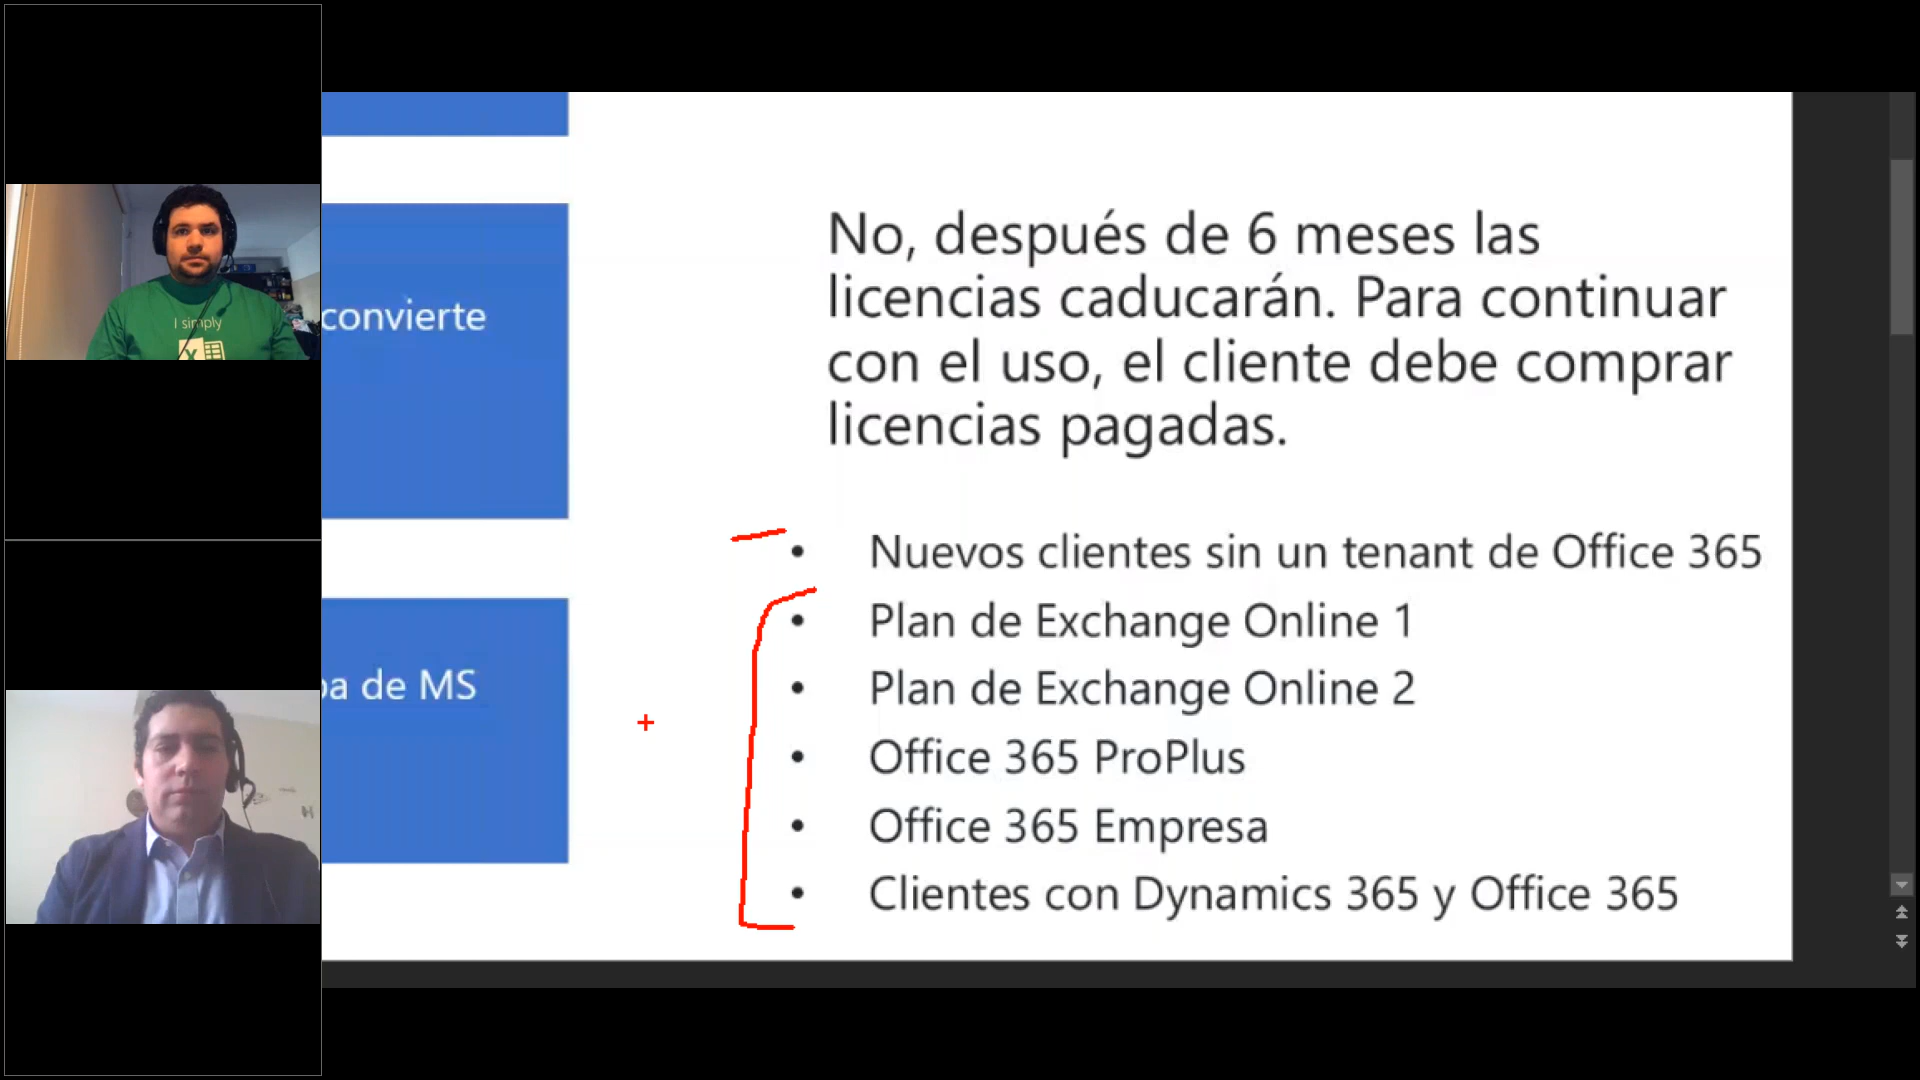 I simply
convierte
No, después de 6 meses las
licencias caducarán. Para continuar
con el uso, el cliente debe comprar
licencias pagadas.
de MS
• Nuevos clientes sin un tenant de Office 365
• Plan de Exchange Online 1
• Plan de Exchange Online 2
• Office 365 ProPlus
• Office 365 Empresa
• Clientes con Dynamics 365 y Office 365